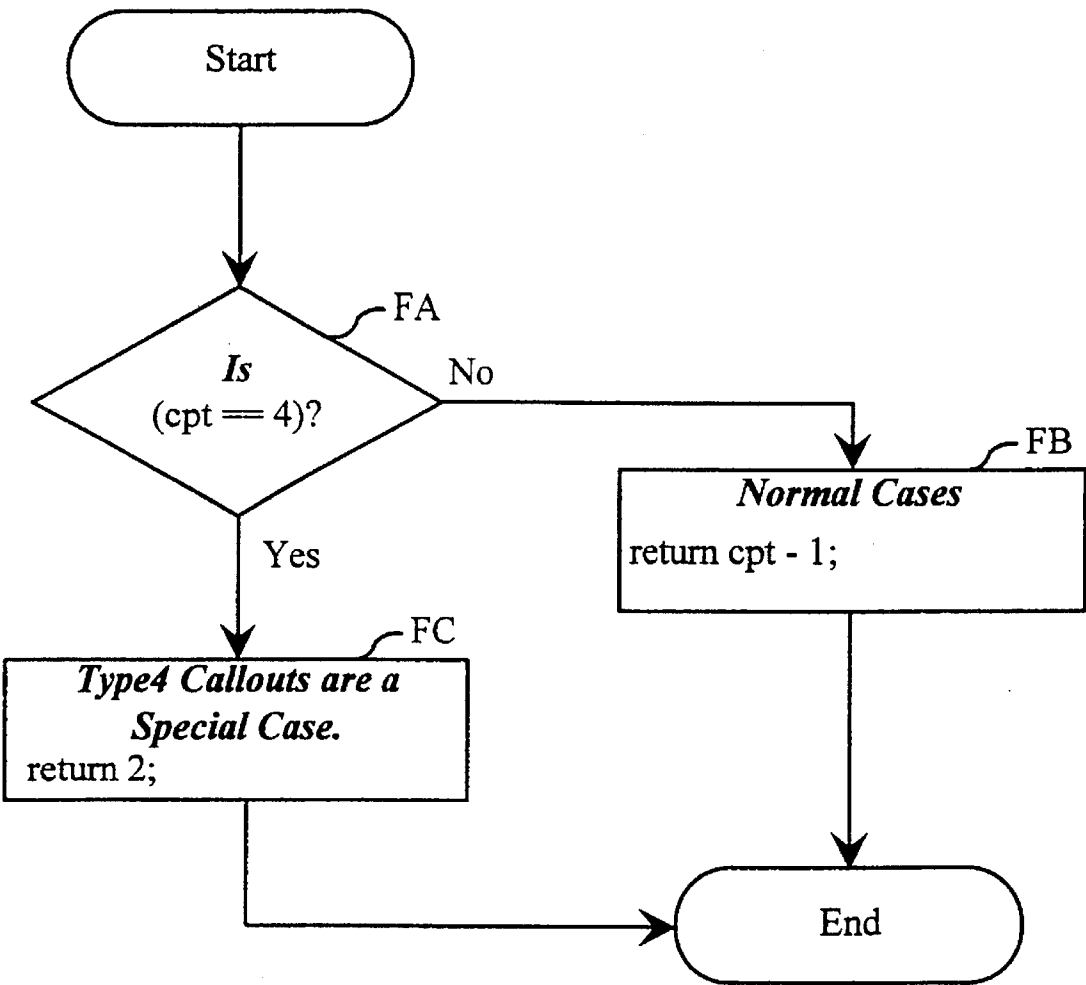 Start
FA
Is
(cpt == 4)?
No
FB
Normal Cases
return cpt - 1;
Yes
FC
Type4 Callouts are a
Special Case.
return 2;
End